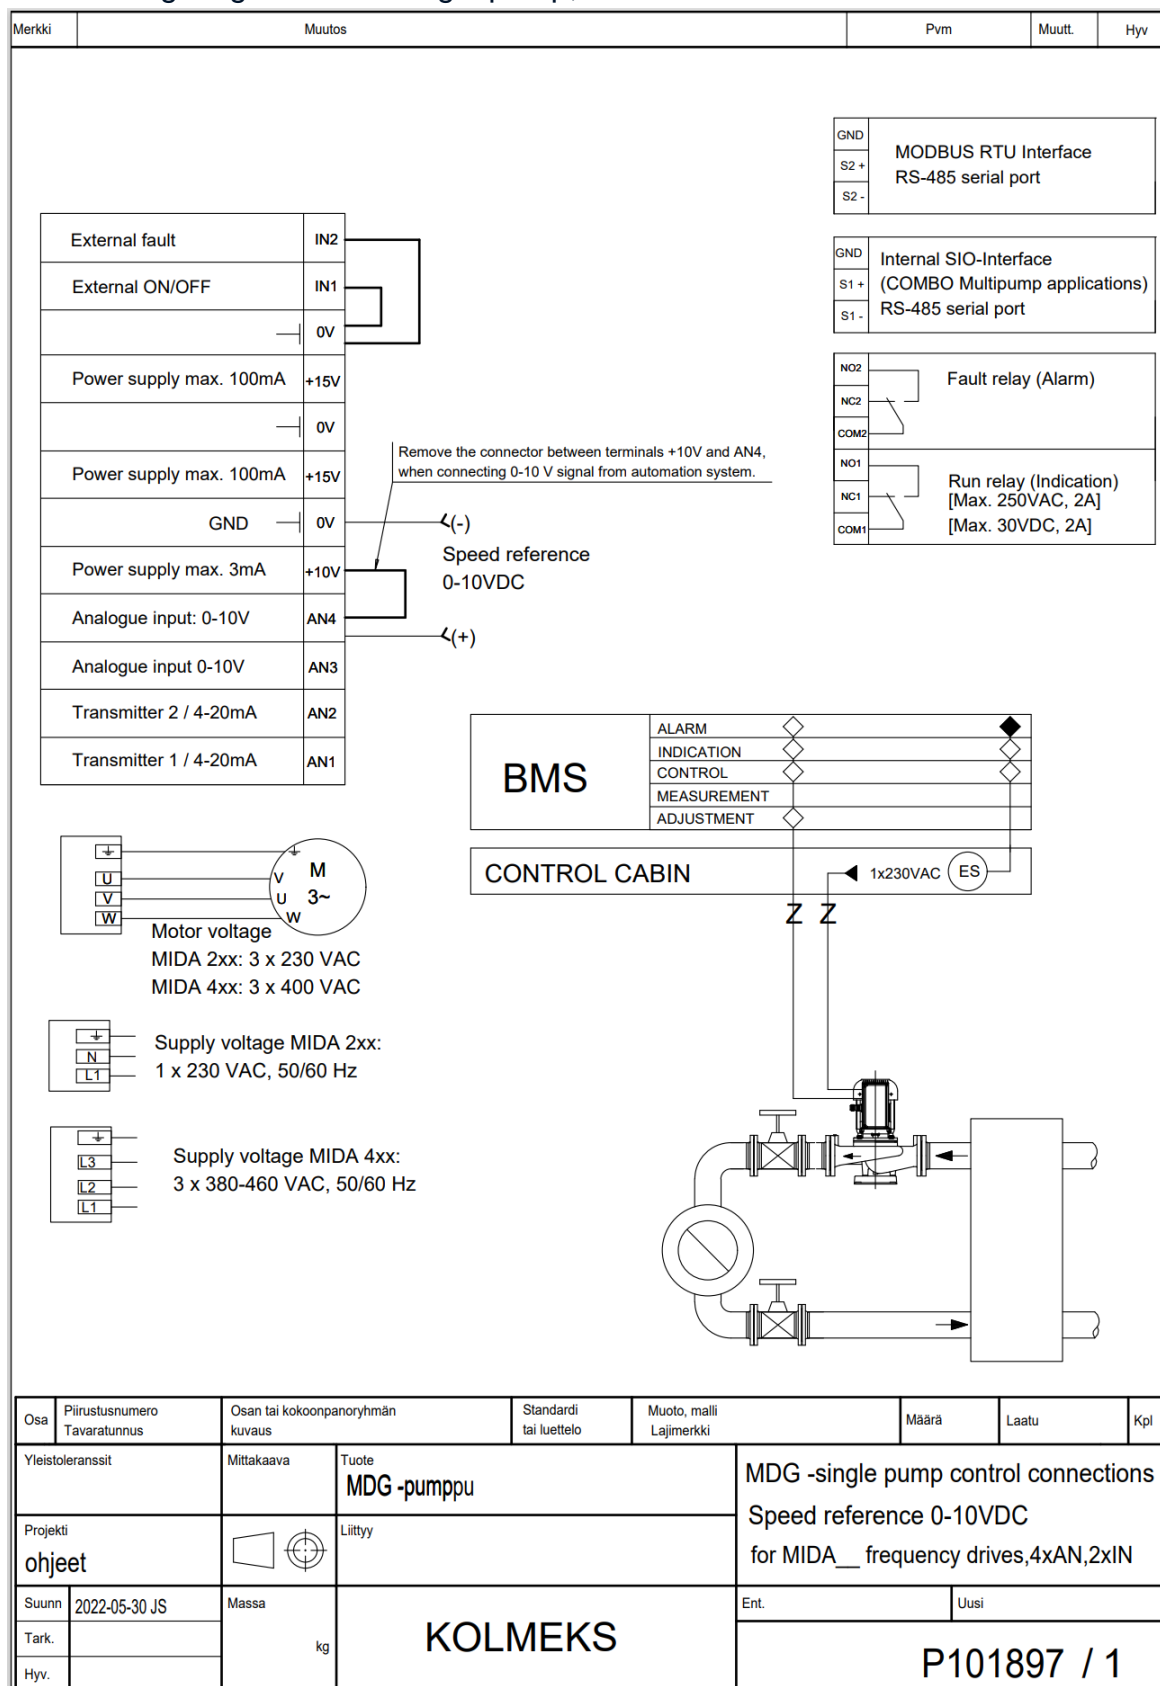 Merkki Muutos Pvm Muutt. Hyv
GND
S2 +
S2 -
MODBUS RTU Interface
RS-485 serial port
GND
S1 +
S1 -
Internal SIO-Interface
(COMBO Multipump applications)
RS-485 serial port
NO2
NC2
COM2
Fault relay (Alarm)
NO1
NC1
COM1
Run relay (Indication)
[Max. 250VAC, 2A]
[Max. 30VDC, 2A]
External fault IN2
External ON/OFF IN1
0V
Power supply max. 100mA +15V
0V
Power supply max. 100mA +15V
GND 0V
Power supply max. 3mA +10V
Analogue input: 0-10V AN4
Analogue input 0-10V AN3
Transmitter 2 / 4-20mA AN2
Transmitter 1 / 4-20mA AN1
Remove the connector between terminals +10V and AN4,
when connecting 0-10 V signal from automation system.
(-)
Speed reference
0-10VDC
(+)
BMS
ALARM
INDICATION
CONTROL
MEASUREMENT
ADJUSTMENT
CONTROL CABIN
1x230VAC
ES
Z Z
U
V
W
V
U
W
M
3~
Motor voltage
MIDA 2xx: 3 x 230 VAC
MIDA 4xx: 3 x 400 VAC
N
L1
Supply voltage MIDA 2xx:
1 x 230 VAC, 50/60 Hz
L3
L2
L1
Supply voltage MIDA 4xx:
3 x 380-460 VAC, 50/60 Hz
Osa
Piirustusnumero
Tavaratunnus
Osan tai kokoonpanoryhmän
kuvaus
Standardi
tai luettelo
Muoto, malli
Lajimerkki
Määrä
Laatu
Kpl
Yleistoleranssit
Mittakaava
Tuote
MDG -pumppu
MDG -single pump control connections
Speed reference 0-10VDC
for MIDA__ frequency drives,4xAN,2xIN
Projekti
ohjeet
Liittyy
Suunn 2022-05-30 JS
Tark.
Hyv.
Massa
kg
KOLMEKS
Ent.
Uusi
P101897 / 1